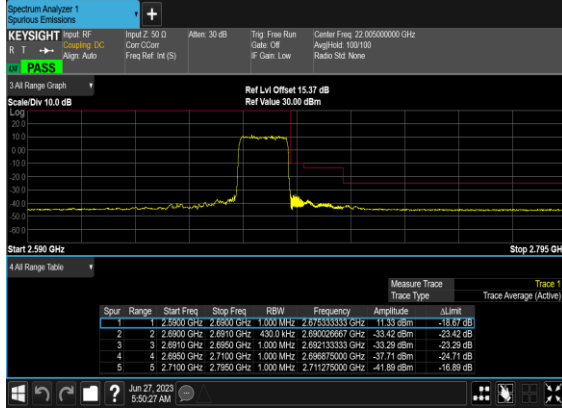 Spectrum Analyzer 1
Spurious Emissions
+
KEYSIGHT Input: RF Input Z: 50 Ω Atten: 30 dB Trig: Free Run Center Freq: 22.005000000 GHz
R T Coupling: DC Corr CCorr Gate: Off Avg|Hold: 100/100
Align: Auto Freq Ref: Int (S) IF Gain: Low Radio Std: None
PASS
3 All Range Graph
Ref Lvl Offset 15.37 dB
Scale/Div 10.0 dB Ref Value 30.00 dBm
Log
20.0
10.0
0.00
-10.0
-20.0
-30.0
-40.0
-50.0
-60.0
Start 2.590 GHz Stop 2.795 GH
4 All Range Table
Measure Trace Trace 1
Trace Type Trace Average (Active)
Spur Range Start Freq Stop Freq RBW Frequency Amplitude ΔLimit
1 1 2.5900 GHz 2.6900 GHz 1.000 MHz 2.675333333 GHz 11.33 dBm -18.67 dB
2 2 2.6900 GHz 2.6910 GHz 430.0 kHz 2.690026667 GHz -33.42 dBm -23.42 dB
3 3 2.6910 GHz 2.6950 GHz 1.000 MHz 2.692133333 GHz -33.29 dBm -23.29 dB
4 4 2.6950 GHz 2.7100 GHz 1.000 MHz 2.696875000 GHz -37.71 dBm -24.71 dB
5 5 2.7100 GHz 2.7950 GHz 1.000 MHz 2.711275000 GHz -41.89 dBm -16.89 dB
? Jun 27, 2023
5:50:27 AM